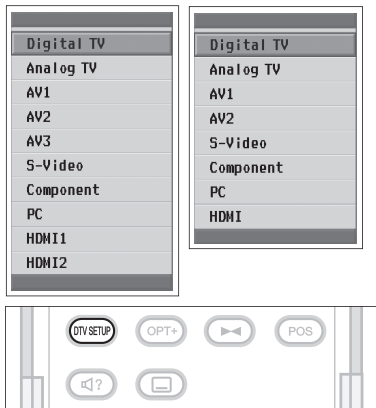 Digital TV
Analog TV
AV1
AV2
AV3
S-Video
Component
PC
HDMI1
HDMI2
Digital TV
Analog TV
AV1
AV2
S-Video
Component
PC
HDMI
DTV SETUP
OPT+
POS
?